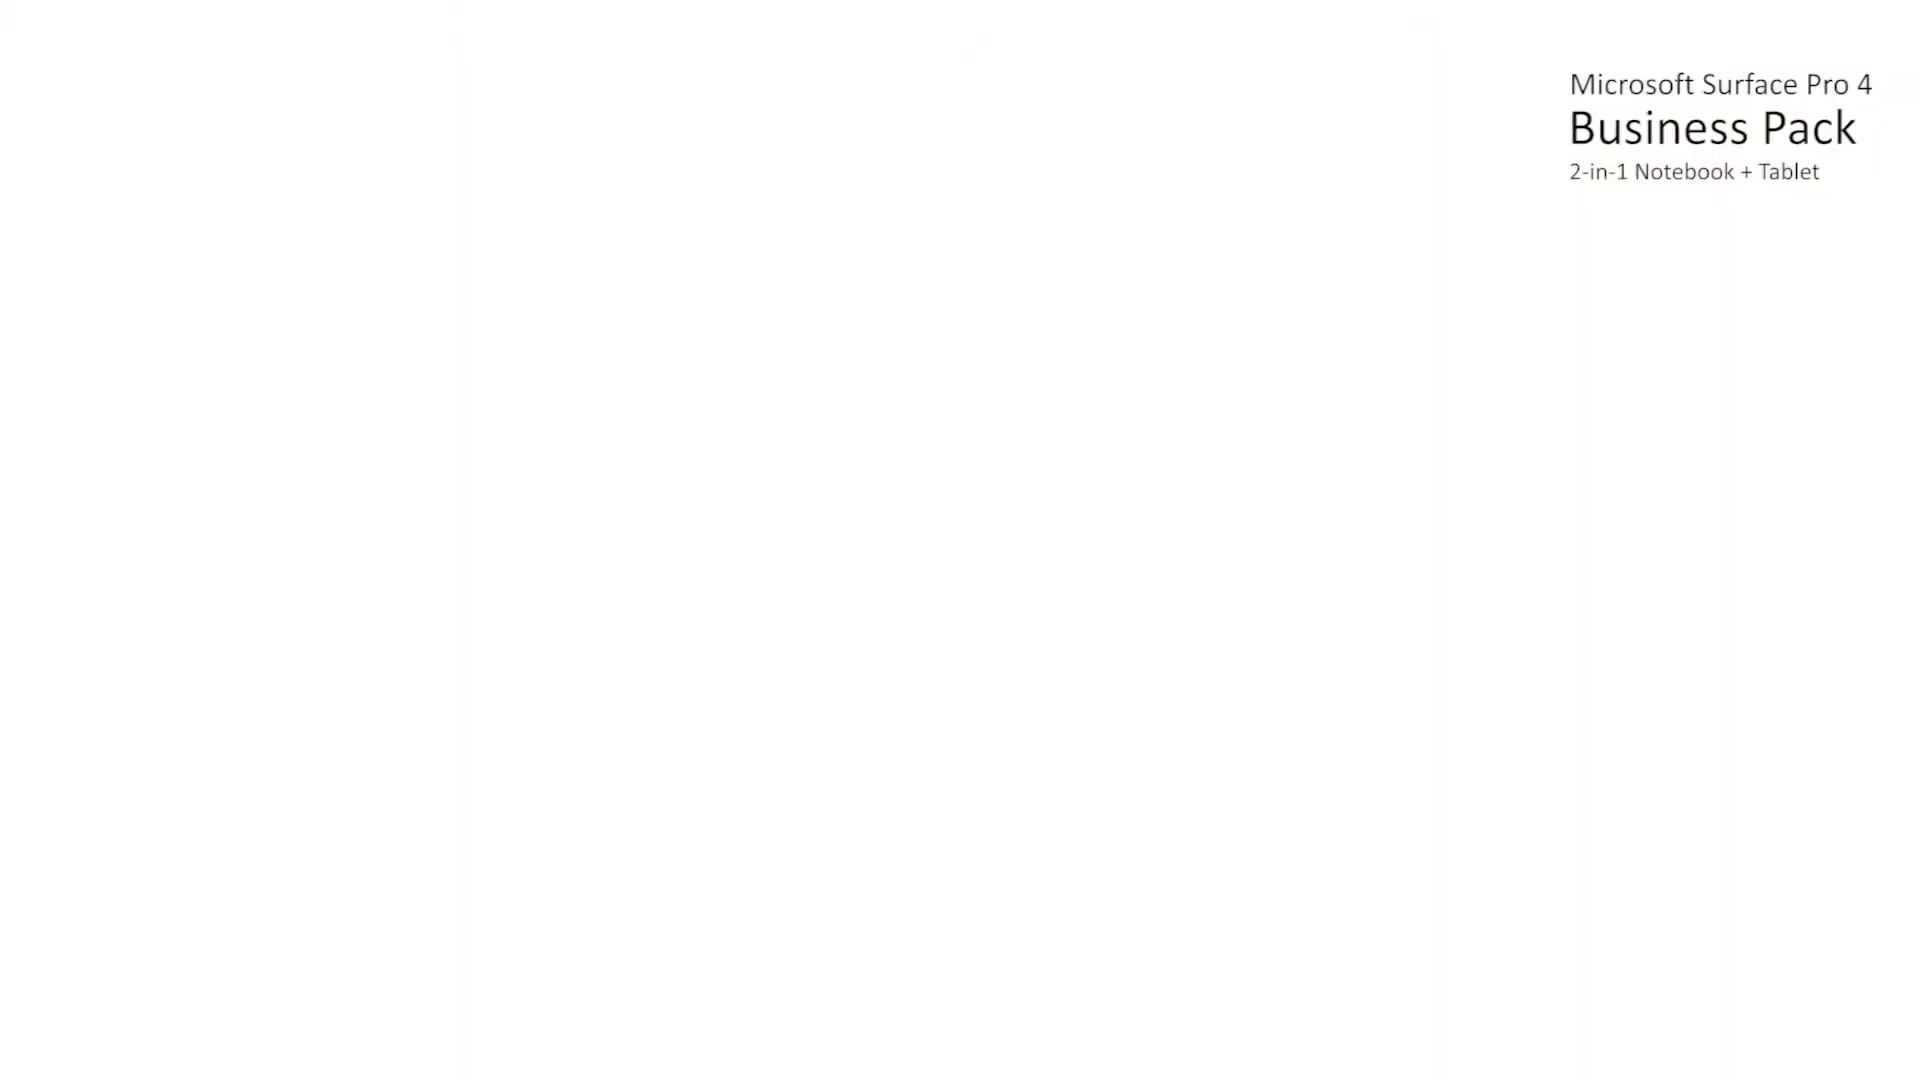 Microsoft Surface Pro 4
Business Pack
2-in-1 Notebook + Tablet